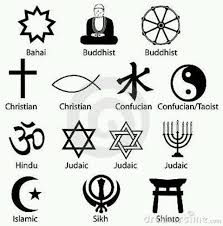 Bahai Buddhist Buddhist
Christian Christian Confucian Confucian/Taoist
Hindu Judaic Judaic Judaic
Islamic Sikh Shinto